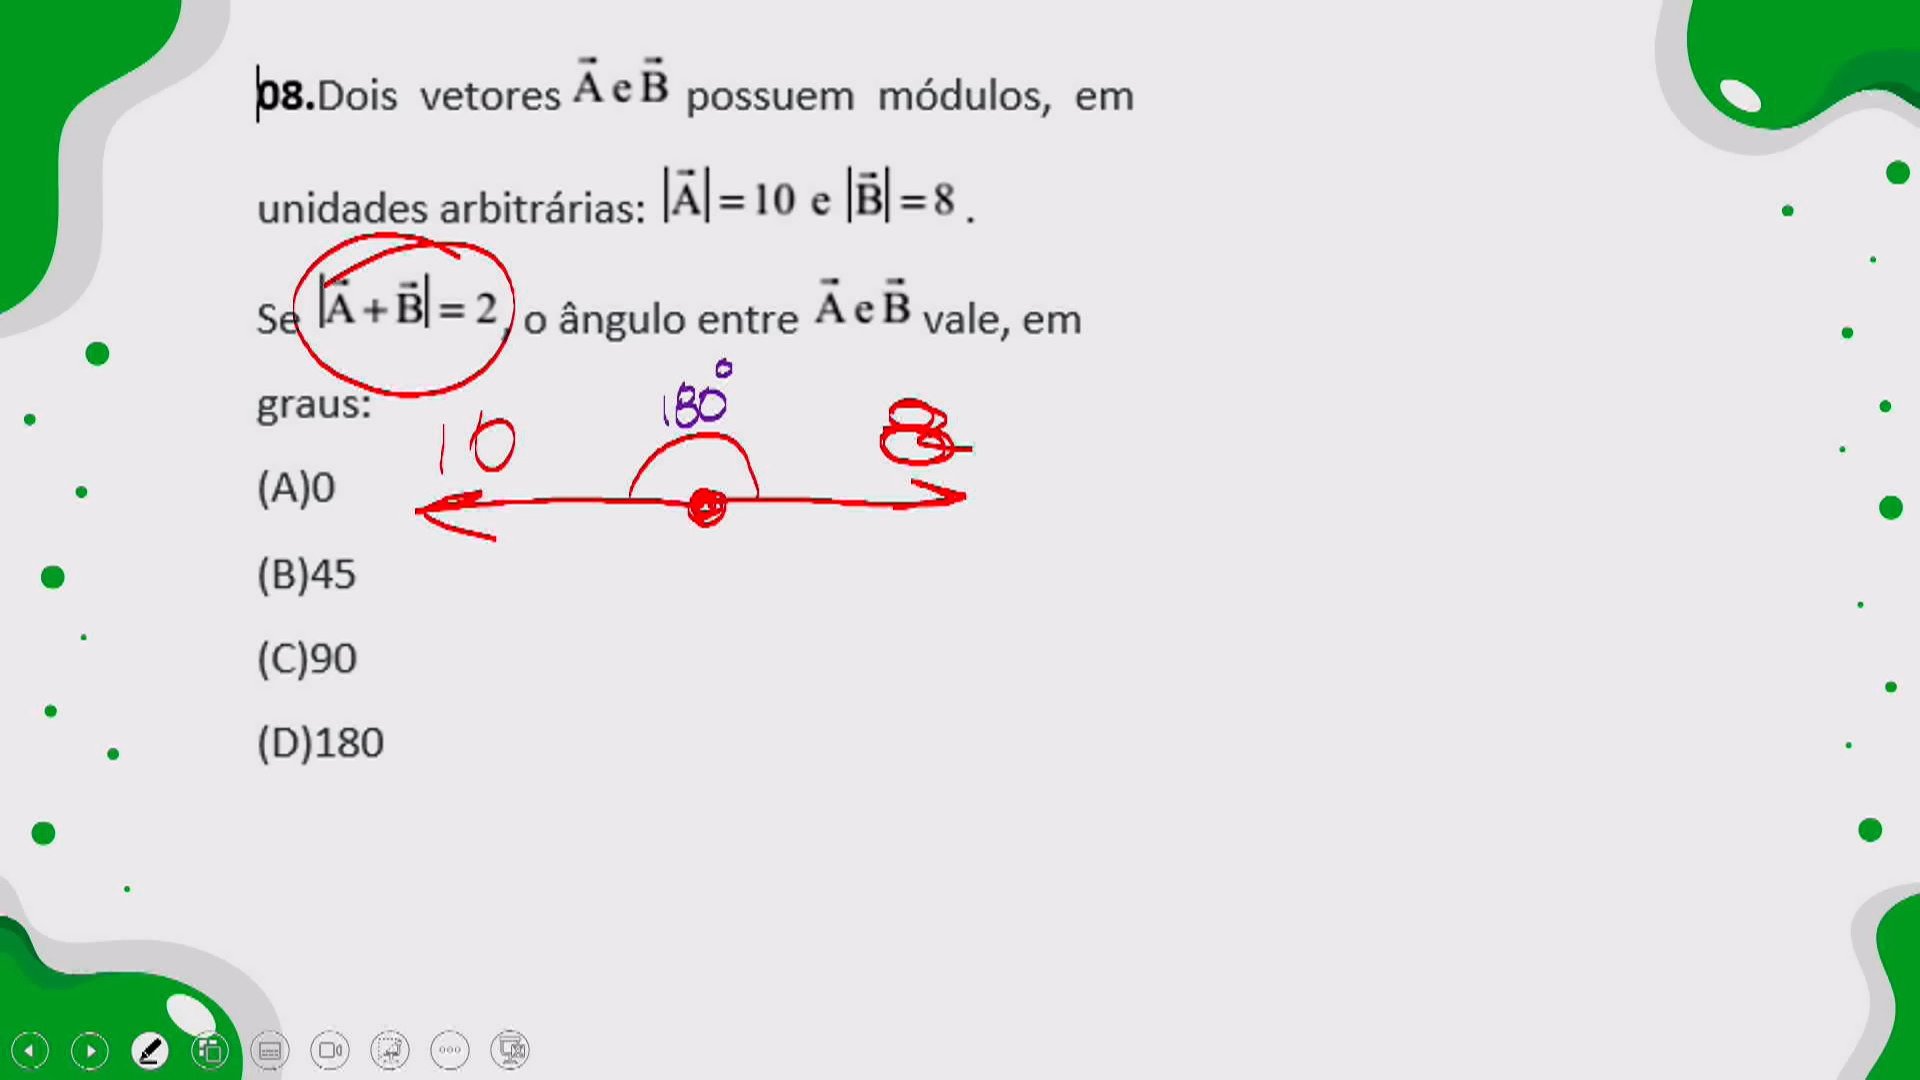 08.Dois vetores A⃗ e B⃗ possuem módulos, em
unidades arbitrárias: |A⃗| = 10 e |B⃗| = 8 .
Se |A⃗ + B⃗| = 2, o ângulo entre A⃗ e B⃗ vale, em
graus:
180°
10
8
(A)0
(B)45
(C)90
(D)180